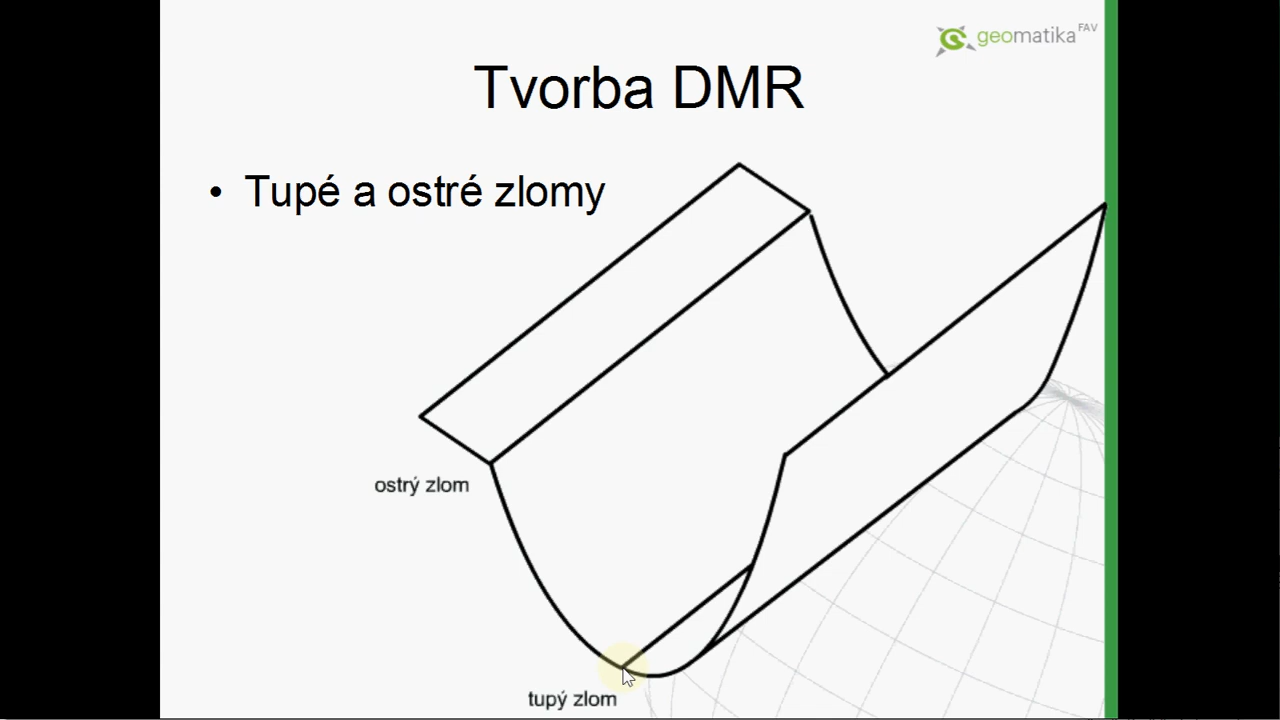 geomatika FAV
Tvorba DMR
• Tupé a ostré zlomy
ostrý zlom
tupý zlom